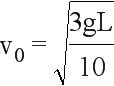 v₀ = √(3gL/10)